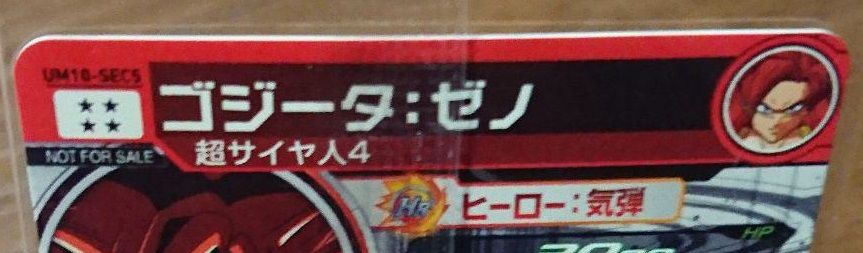 UM10-SEC5
ゴジータ:ゼノ
NOT FOR SALE
超サイヤ人4
Hr
ヒーロー:気弾
HP